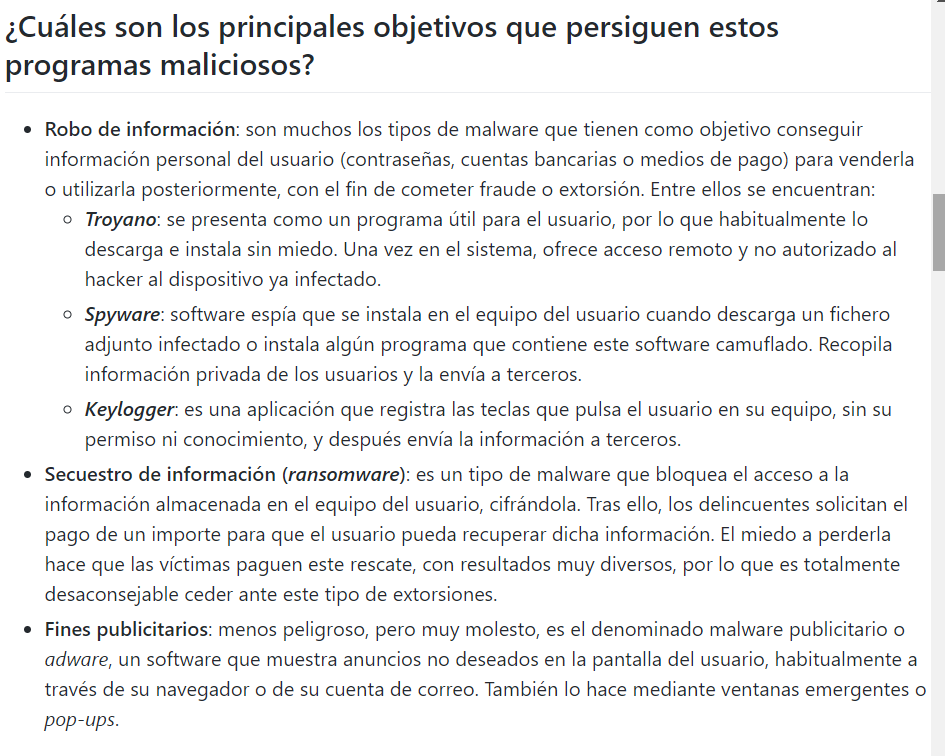 ¿Cuáles son los principales objetivos que persiguen estos
programas maliciosos?
• Robo de información: son muchos los tipos de malware que tienen como objetivo conseguir
información personal del usuario (contraseñas, cuentas bancarias o medios de pago) para venderla
o utilizarla posteriormente, con el fin de cometer fraude o extorsión. Entre ellos se encuentran:
◦ Troyano: se presenta como un programa útil para el usuario, por lo que habitualmente lo
descarga e instala sin miedo. Una vez en el sistema, ofrece acceso remoto y no autorizado al
hacker al dispositivo ya infectado.
◦ Spyware: software espía que se instala en el equipo del usuario cuando descarga un fichero
adjunto infectado o instala algún programa que contiene este software camuflado. Recopila
información privada de los usuarios y la envía a terceros.
◦ Keylogger: es una aplicación que registra las teclas que pulsa el usuario en su equipo, sin su
permiso ni conocimiento, y después envía la información a terceros.
• Secuestro de información (ransomware): es un tipo de malware que bloquea el acceso a la
información almacenada en el equipo del usuario, cifrándola. Tras ello, los delincuentes solicitan el
pago de un importe para que el usuario pueda recuperar dicha información. El miedo a perderla
hace que las víctimas paguen este rescate, con resultados muy diversos, por lo que es totalmente
desaconsejable ceder ante este tipo de extorsiones.
• Fines publicitarios: menos peligroso, pero muy molesto, es el denominado malware publicitario o
adware, un software que muestra anuncios no deseados en la pantalla del usuario, habitualmente a
través de su navegador o de su cuenta de correo. También lo hace mediante ventanas emergentes o
pop-ups.